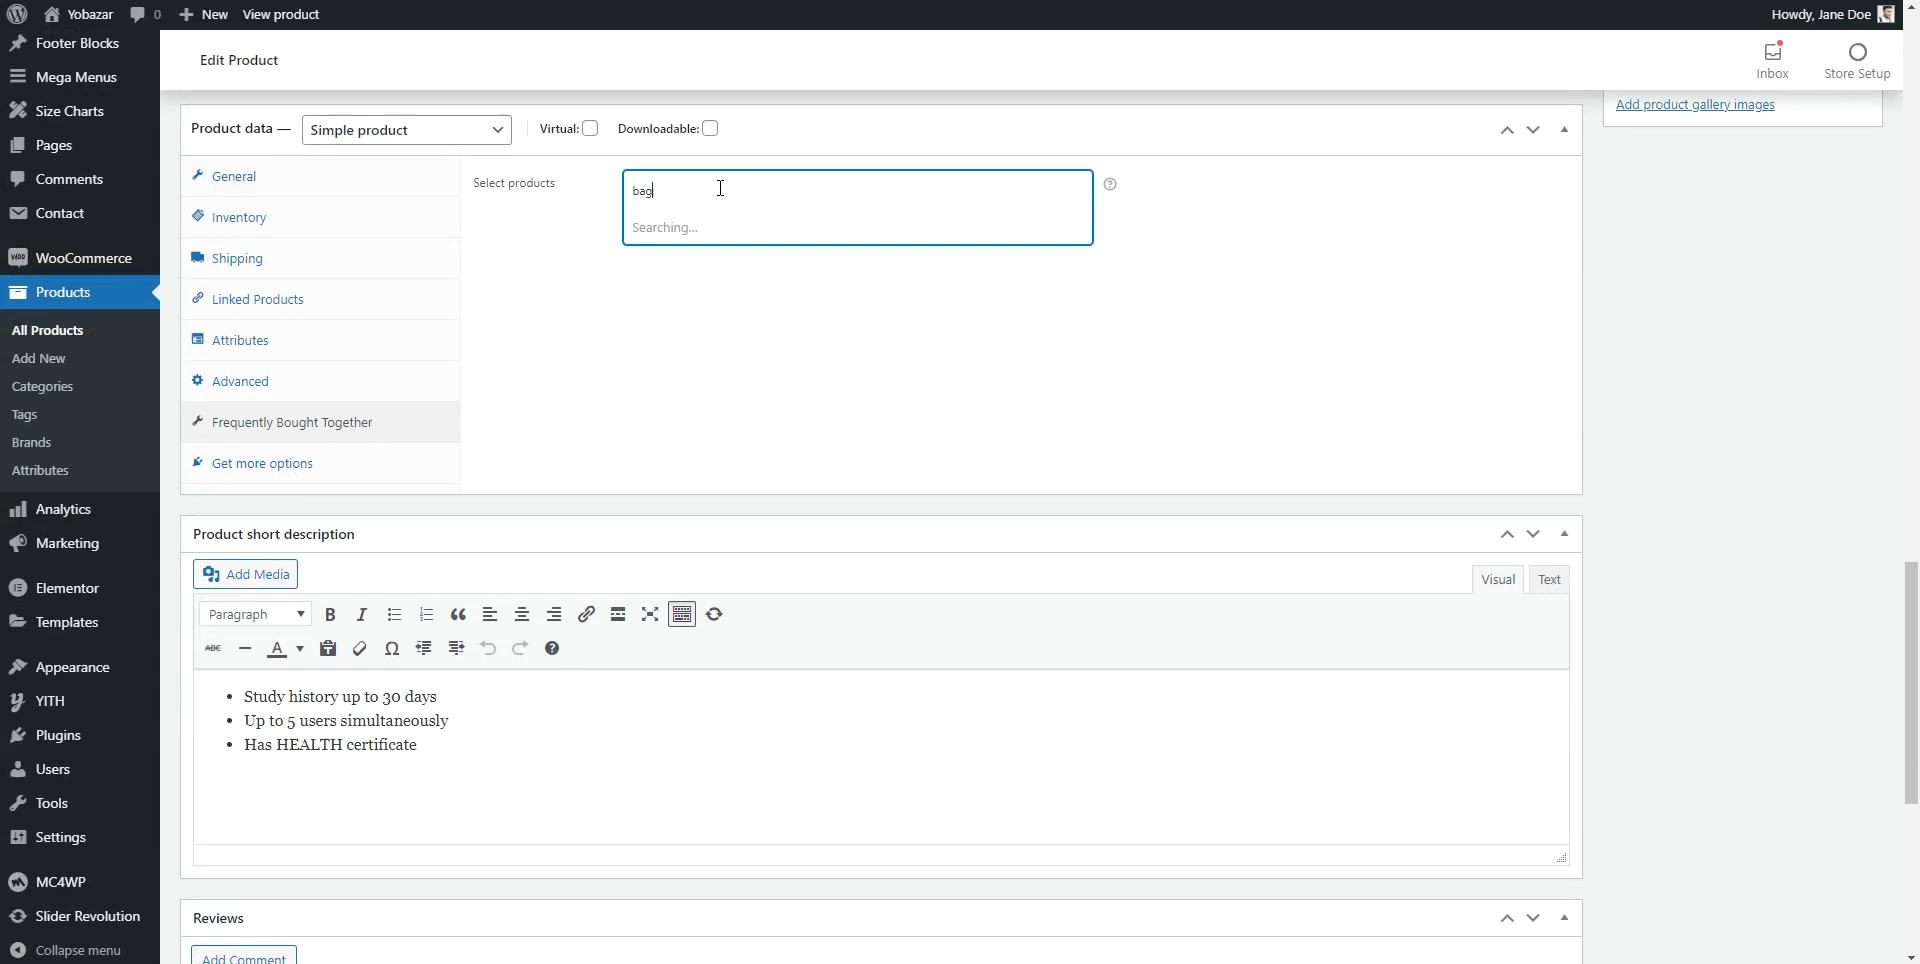 Yobazar
0
New
View product
Howdy, Jane Doe
Footer Blocks
Mega Menus
Size Charts
Pages
Comments
Contact
WooCommerce
Products
All Products
Add New
Categories
Tags
Brands
Attributes
Analytics
Marketing
Elementor
Templates
Appearance
YITH
Plugins
Users
Tools
Settings
MC4WP
Slider Revolution
Collapse menu
Edit Product
Inbox
Store Setup
Add product gallery images
Product data —
Simple product
Virtual:
Downloadable:
General
Inventory
Shipping
Linked Products
Attributes
Advanced
Frequently Bought Together
Get more options
Select products
bag
Searching...
Product short description
Add Media
Visual
Text
Paragraph
B
I
ABC
A
Ω
• Study history up to 30 days
• Up to 5 users simultaneously
• Has HEALTH certificate
Reviews
Add Comment